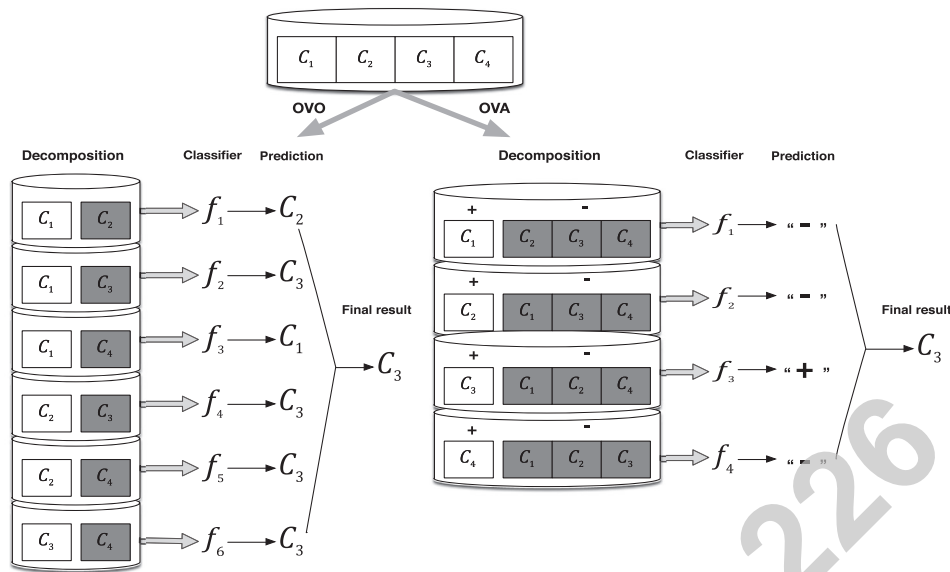 C1 C2 C3 C4
OVO OVA
Decomposition Classifier Prediction
C1 C2 f1 C2
C1 C3 f2 C3
C1 C4 f3 C1
C2 C3 f4 C3
C2 C4 f5 C3
C3 C4 f6 C3
Final result
C3
Decomposition Classifier Prediction
+ -
C1 C2 C3 C4 f1 “ - ”
+ -
C2 C1 C3 C4 f2 “ - ”
+ -
C3 C1 C2 C4 f3 “ + ”
+ -
C4 C1 C2 C3 f4 “ - ”
Final result
C3
226